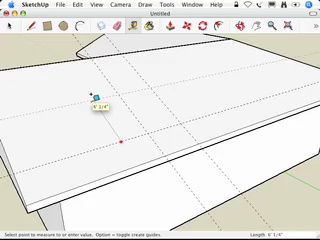 SketchUp File Edit View Camera Draw Tools Window Help
Untitled
6' 1/4"
Select point to measure to or enter value. Option = toggle create guides.
Length 6' 1/4"